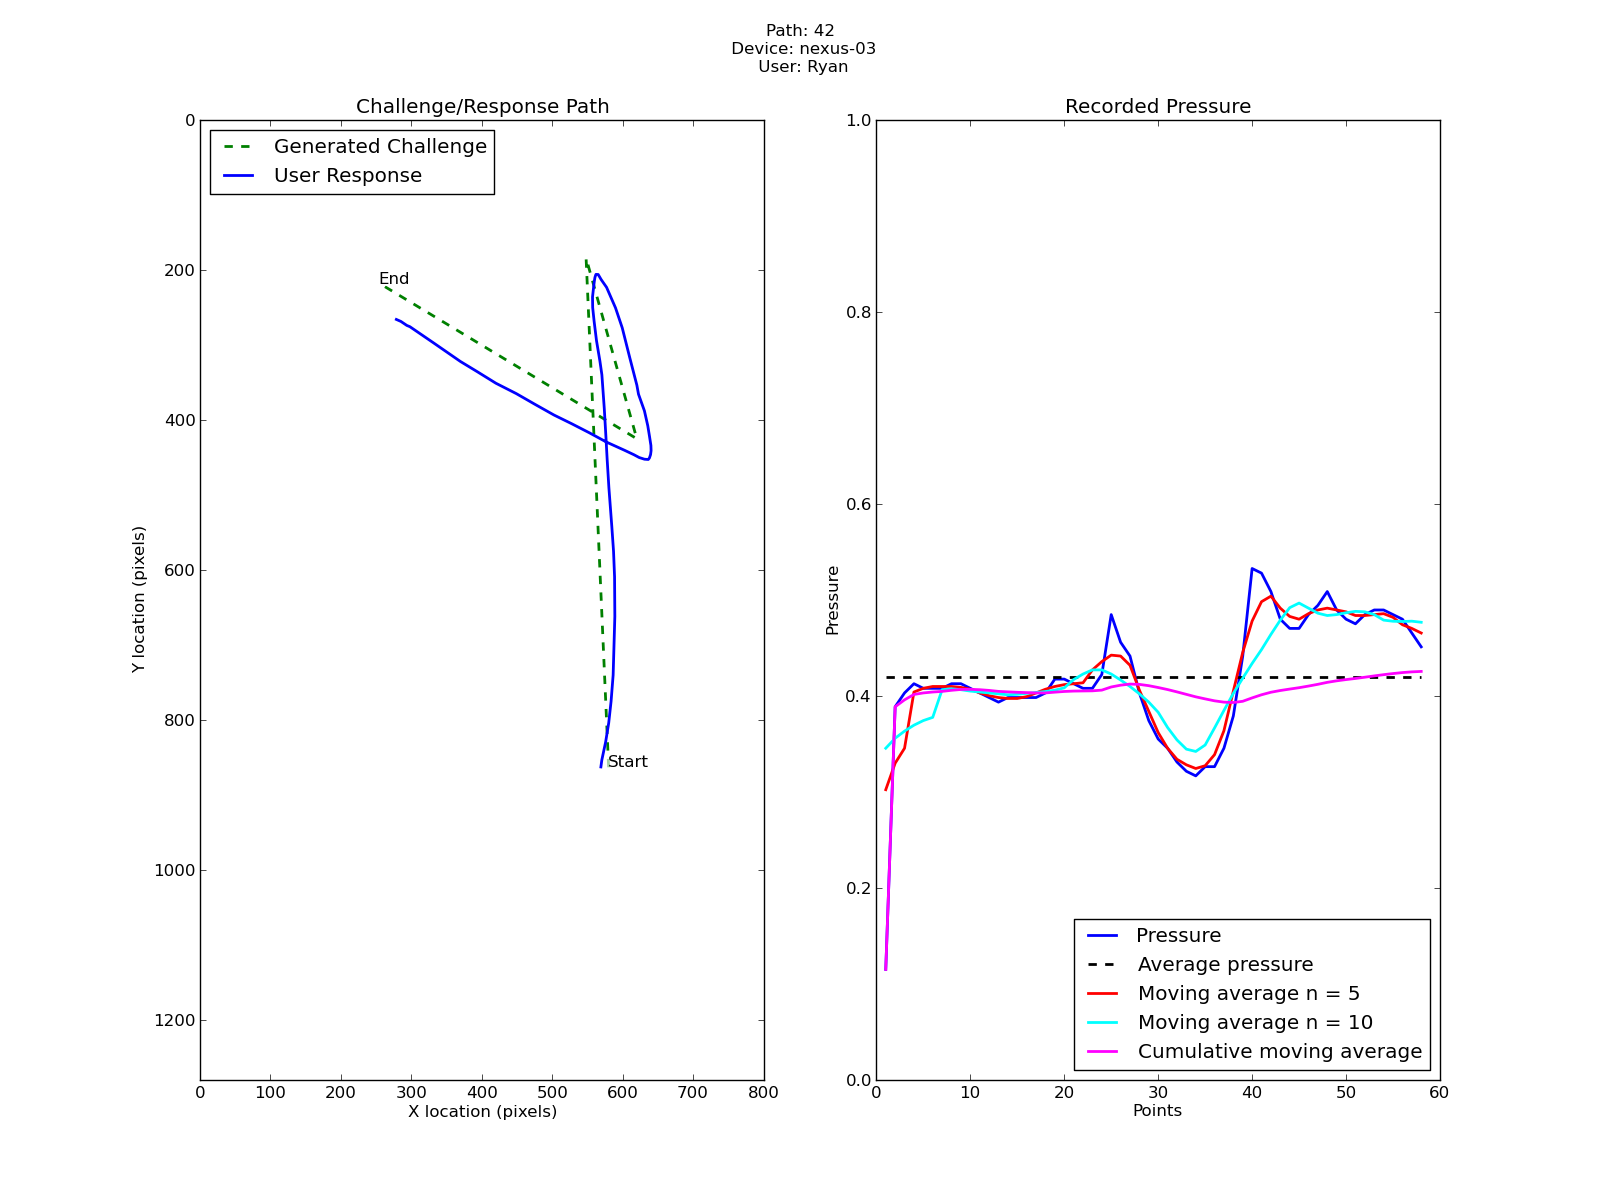 Path: 42
Device: nexus-03
User: Ryan
Challenge/Response Path
Generated Challenge
User Response
End
Start
0
200
400
600
800
1000
1200
Y location (pixels)
0 100 200 300 400 500 600 700 800
X location (pixels)
Recorded Pressure
1.0
0.8
0.6
0.4
0.2
0.0
Pressure
Pressure
Average pressure
Moving average n = 5
Moving average n = 10
Cumulative moving average
0 10 20 30 40 50 60
Points